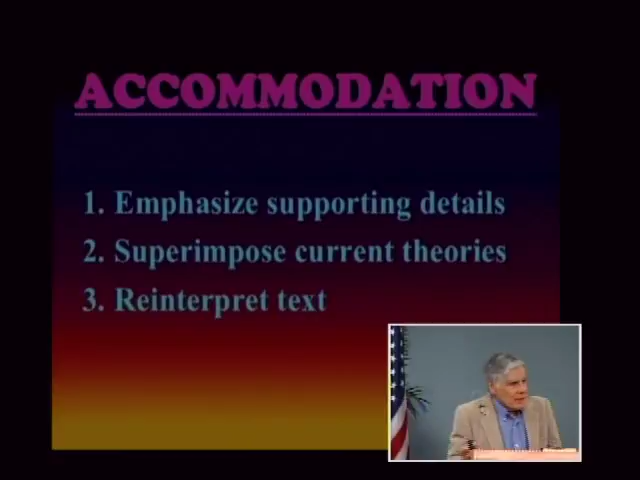 ACCOMMODATION
1. Emphasize supporting details
2. Superimpose current theories
3. Reinterpret text